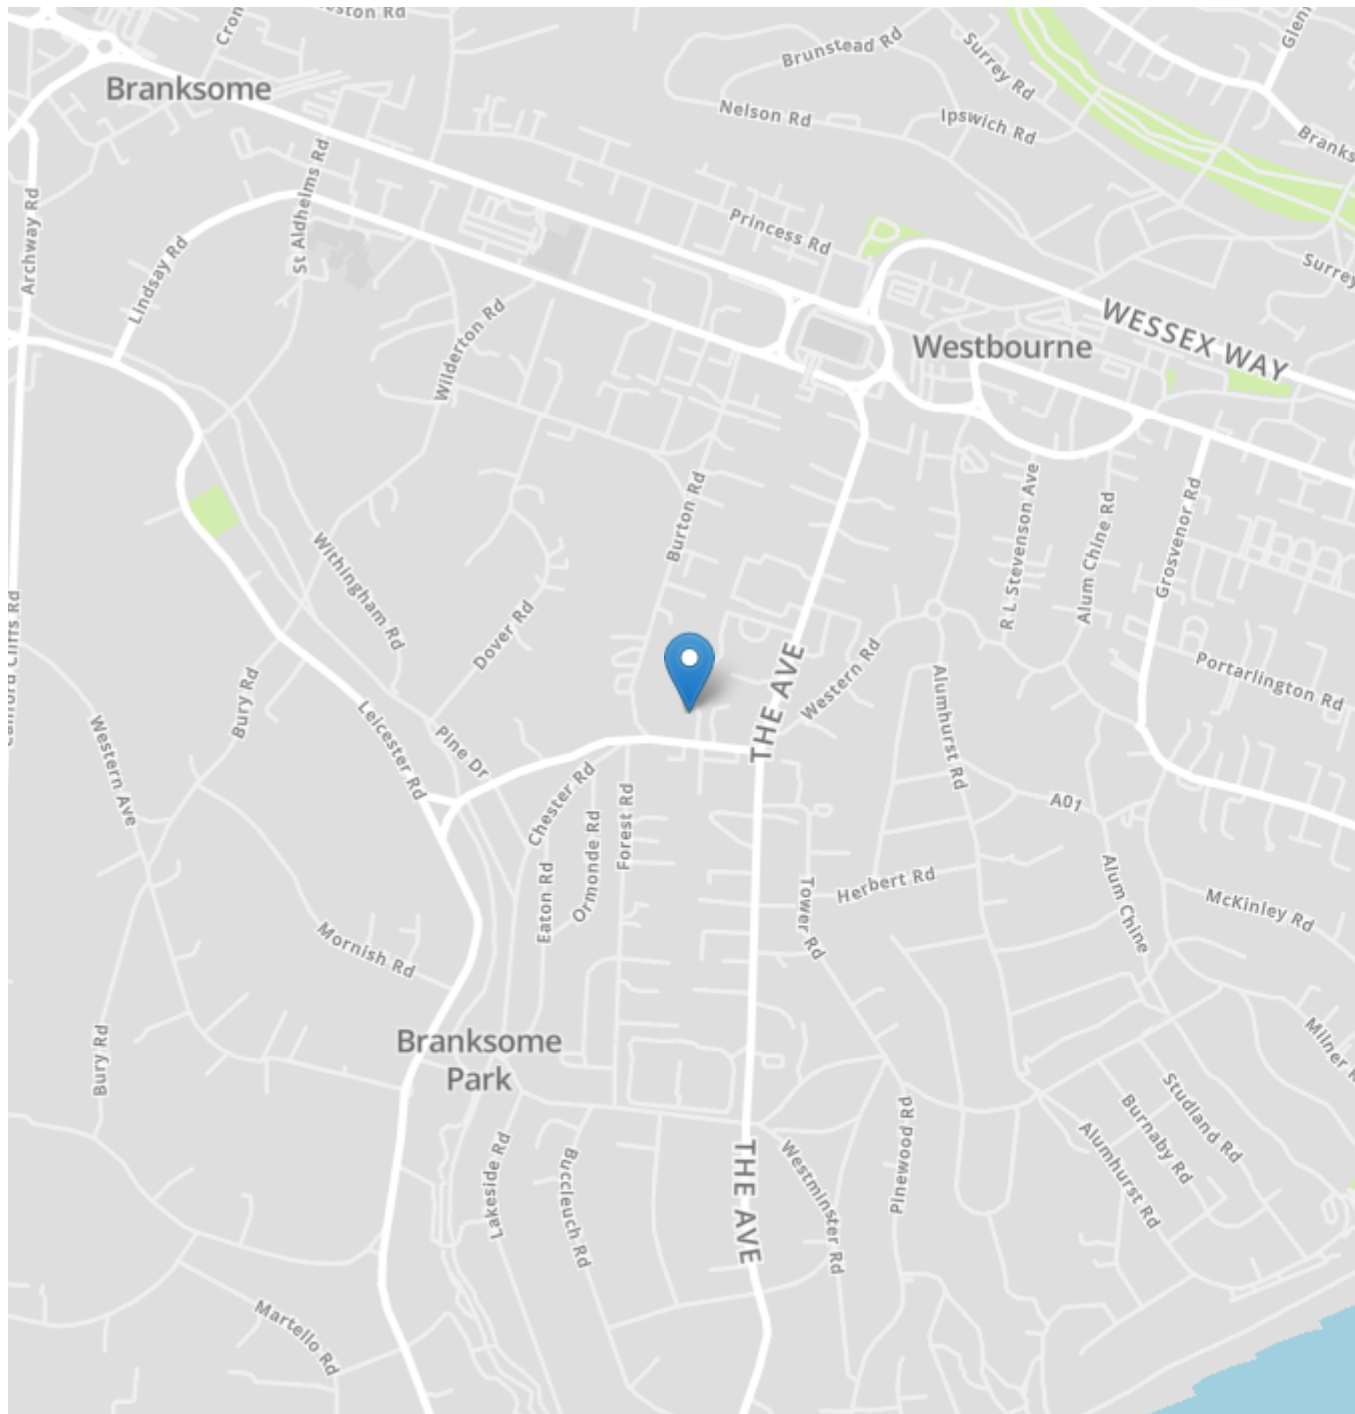 Brunstead Rd
Surrey Rd
Branksome
Nelson Rd
Ipswich Rd
St Aldhelms Rd
Archway Rd
Princess Rd
Lindsay Rd
Surrey
WESSEX WAY
Westbourne
Wilderton Rd
Burton Rd
R L Stevenson Ave
Alum Chine Rd
Grosvenor Rd
Withingham Rd
Dover Rd
THE AVE
Western Rd
Portarlington Rd
Bury Rd
Alumhurst Rd
Western Ave
Leicester Rd
Pine Dr
Chester Rd
A01
Forest Rd
Ormonde Rd
Eaton Rd
Herbert Rd
Tower Rd
Alum Chine
McKinley Rd
Mornish Rd
Branksome
Park
Bury Rd
Milner R
Studland Rd
Burnaby Rd
Alumhurst Rd
Pinewood Rd
Lakeside Rd
Buccleuch Rd
THE AVE
Westminster Rd
Martello Rd